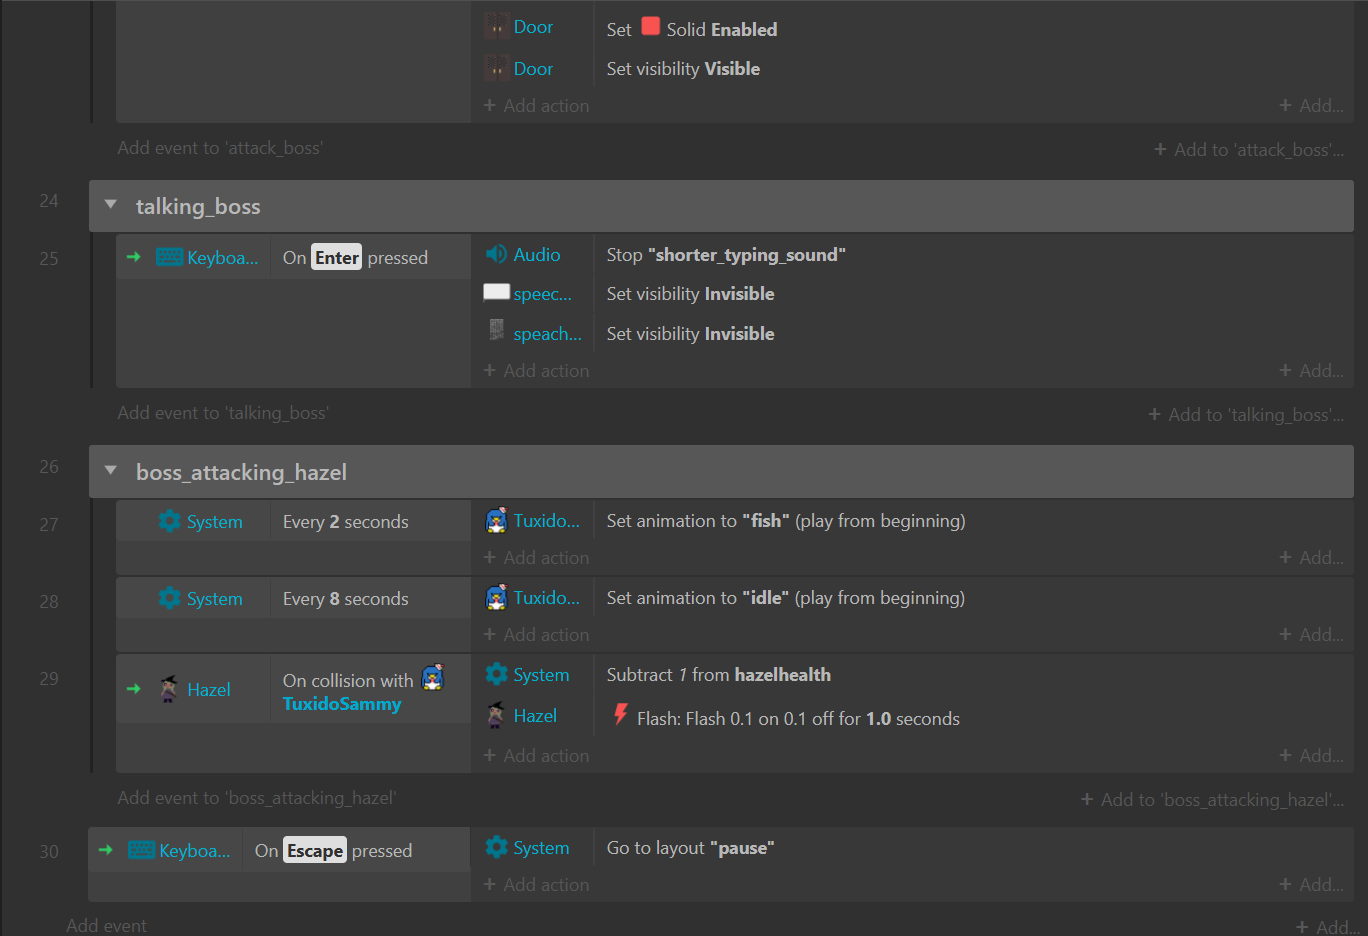 Door Set Solid Enabled
Door Set visibility Visible
+ Add action + Add...
Add event to 'attack_boss' + Add to 'attack_boss'...
24 talking_boss
25 Keyboa... On Enter pressed Audio Stop "shorter_typing_sound"
speec... Set visibility Invisible
speach... Set visibility Invisible
+ Add action + Add...
Add event to 'talking_boss' + Add to 'talking_boss'...
26 boss_attacking_hazel
27 System Every 2 seconds Tuxido... Set animation to "fish" (play from beginning)
+ Add action + Add...
28 System Every 8 seconds Tuxido... Set animation to "idle" (play from beginning)
+ Add action + Add...
29 Hazel On collision with TuxidoSammy System Subtract 1 from hazelhealth
Hazel Flash: Flash 0.1 on 0.1 off for 1.0 seconds
+ Add action + Add...
Add event to 'boss_attacking_hazel' + Add to 'boss_attacking_hazel'...
30 Keyboa... On Escape pressed System Go to layout "pause"
+ Add action + Add...
Add event + Add...